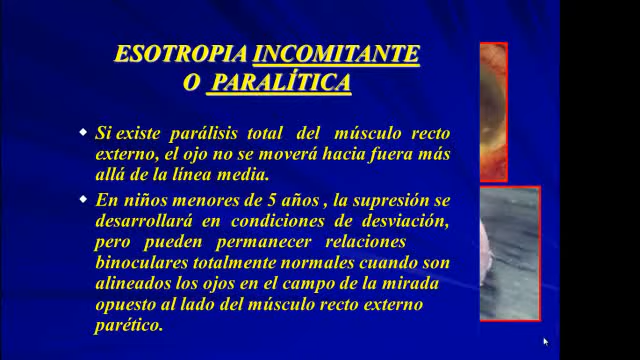 ESOTROPIA INCOMITANTE
O PARALÍTICA
Si existe parálisis total del músculo recto
externo, el ojo no se moverá hacia fuera más
allá de la línea media.
En niños menores de 5 años , la supresión se
desarrollará en condiciones de desviación,
pero pueden permanecer relaciones
binoculares totalmente normales cuando son
alineados los ojos en el campo de la mirada
opuesto al lado del músculo recto externo
parético.